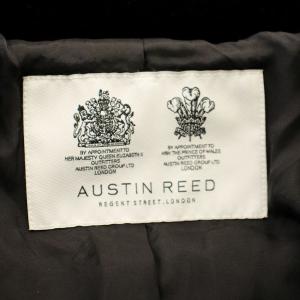 BY APPOINTMENT TO
HER MAJESTY QUEEN ELIZABETH II
OUTFITTERS
AUSTIN REED GROUP LTD
LONDON
BY APPOINTMENT TO
HRH THE PRINCE OF WALES
OUTFITTERS
AUSTIN REED GROUP LTD
LONDON
AUSTIN REED
REGENT STREET, LONDON